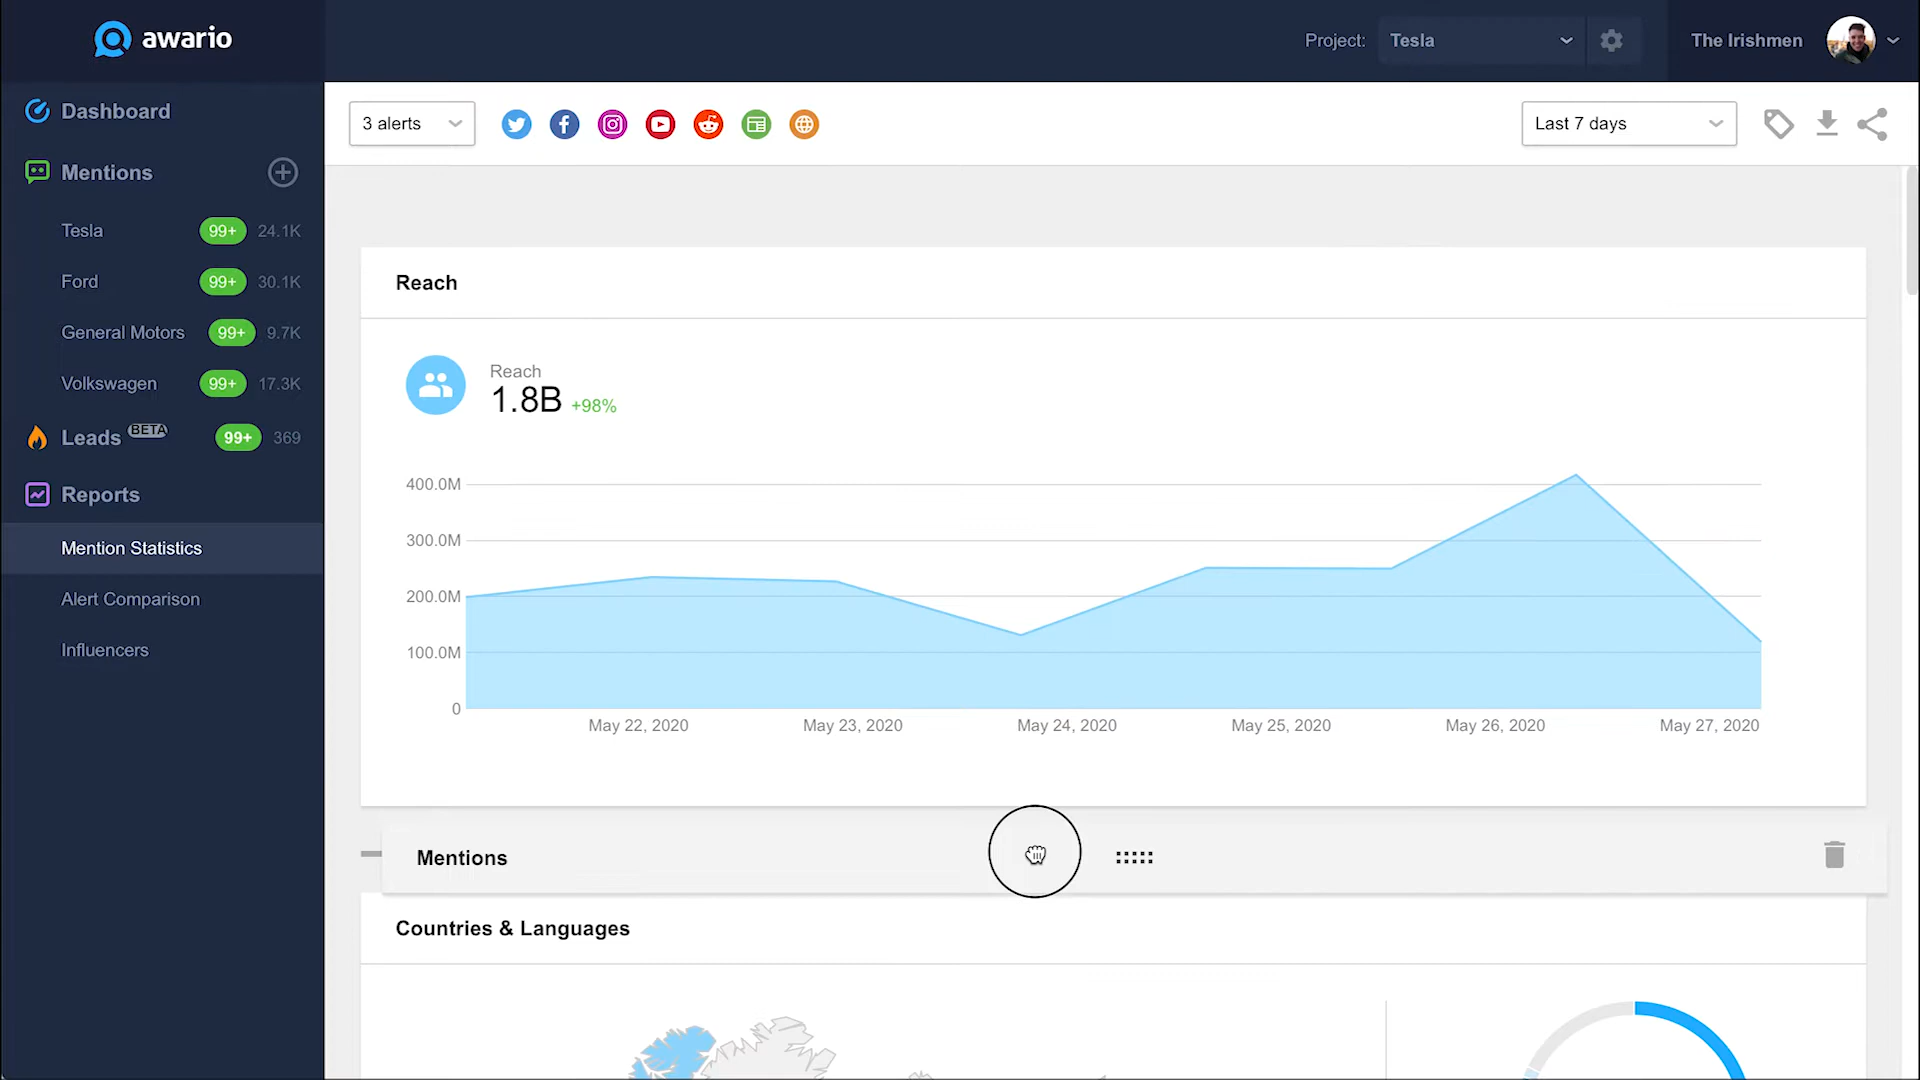 awario
Project:
Tesla
The Irishmen
Dashboard
3 alerts
Last 7 days
Mentions
Tesla 99+ 24.1K
Ford 99+ 30.1K
General Motors 99+ 9.7K
Volkswagen 99+ 17.3K
Leads BETA 99+ 369
Reports
Mention Statistics
Alert Comparison
Influencers
Reach
Reach
1.8B +98%
400.0M
300.0M
200.0M
100.0M
0
May 22, 2020 May 23, 2020 May 24, 2020 May 25, 2020 May 26, 2020 May 27, 2020
Mentions
Countries & Languages